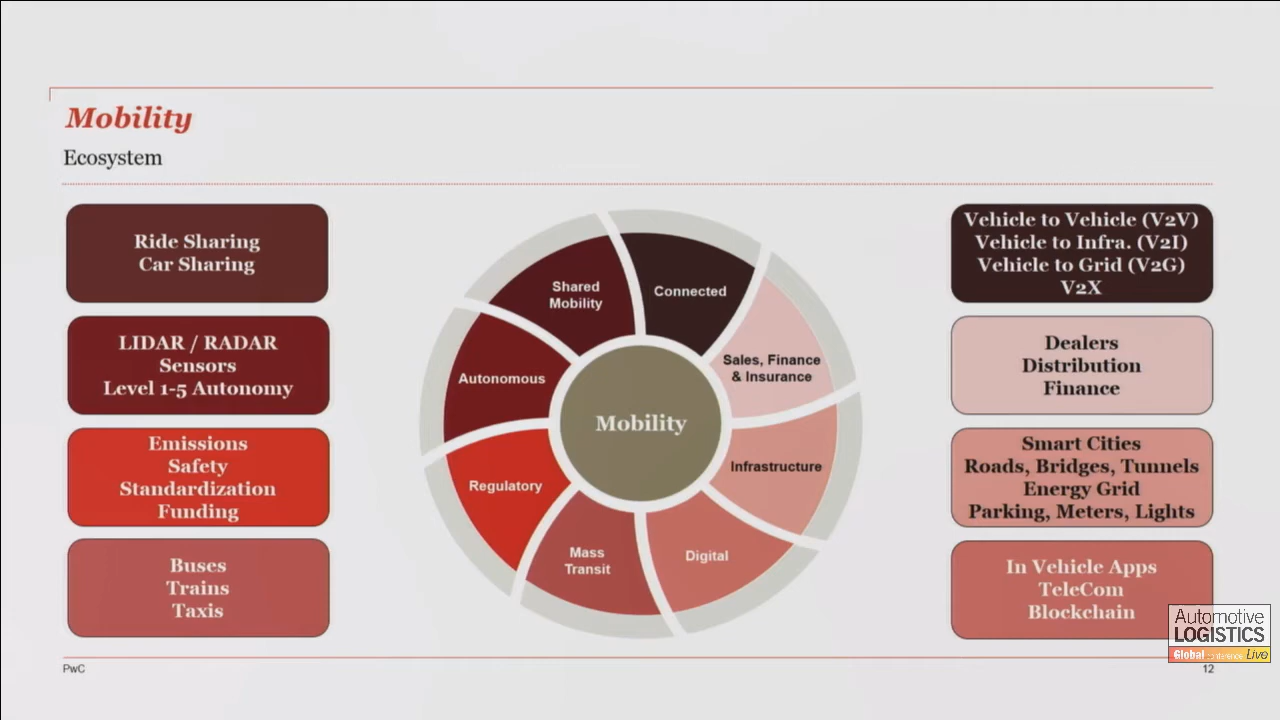 Mobility
Ecosystem
Ride Sharing
Car Sharing
LIDAR / RADAR
Sensors
Level 1-5 Autonomy
Emissions
Safety
Standardization
Funding
Buses
Trains
Taxis
Shared
Mobility
Connected
Autonomous
Sales, Finance
& Insurance
Mobility
Regulatory
Infrastructure
Mass
Transit
Digital
Vehicle to Vehicle (V2V)
Vehicle to Infra. (V2I)
Vehicle to Grid (V2G)
V2X
Dealers
Distribution
Finance
Smart Cities
Roads, Bridges, Tunnels
Energy Grid
Parking, Meters, Lights
In Vehicle Apps
TeleCom
Blockchain
Automotive
LOGISTICS
Global conference Live
PwC
12